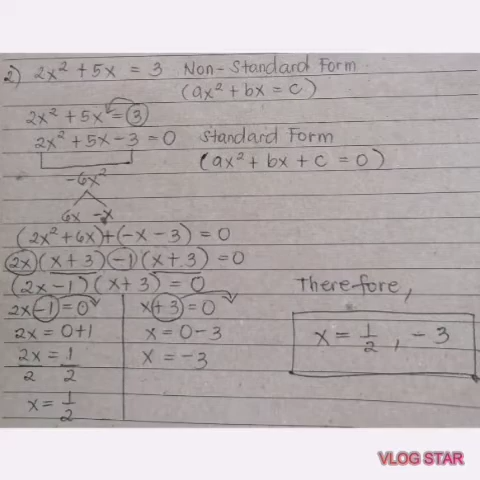 2) 2x² + 5x = 3 Non-Standard Form
(ax² + bx = c)
2x² + 5x = 3
2x² + 5x - 3 = 0 Standard Form
(ax² + bx + c = 0)
-6x²
6x -x
(2x² + 6x) + (-x - 3) = 0
2x (x + 3) -1 (x + 3) = 0
(2x - 1) (x + 3) = 0
Therefore,
2x - 1 = 0 x + 3 = 0
2x = 0 + 1 x = 0 - 3
x = 1/2, -3
2x/2 = 1/2 x = -3
x = 1/2
VLOG STAR